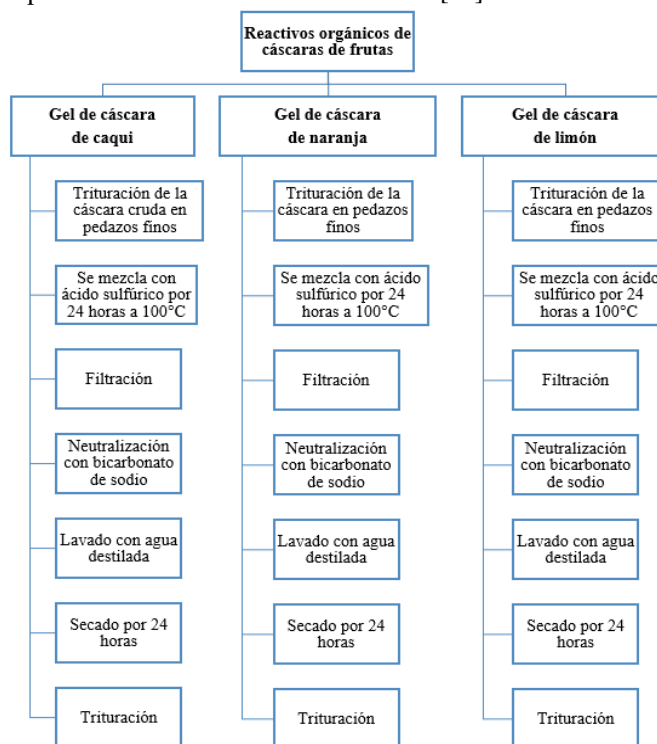 Reactivos orgánicos de
cáscaras de frutas
Gel de cáscara
de caqui
Trituración de la
cáscara cruda en
pedazos finos
Se mezcla con
ácido sulfúrico por
24 horas a 100°C
Filtración
Neutralización
con bicarbonato
de sodio
Lavado con agua
destilada
Secado por 24
horas
Trituración
Gel de cáscara
de naranja
Trituración de la
cáscara en pedazos
finos
Se mezcla con ácido
sulfúrico por 24
horas a 100°C
Filtración
Neutralización
con bicarbonato
de sodio
Lavado con agua
destilada
Secado por 24
horas
Trituración
Gel de cáscara
de limón
Trituración de la
cáscara en pedazos
finos
Se mezcla con ácido
sulfúrico por 24
horas a 100°C
Filtración
Neutralización
con bicarbonato
de sodio
Lavado con agua
destilada
Secado por 24
horas
Trituración